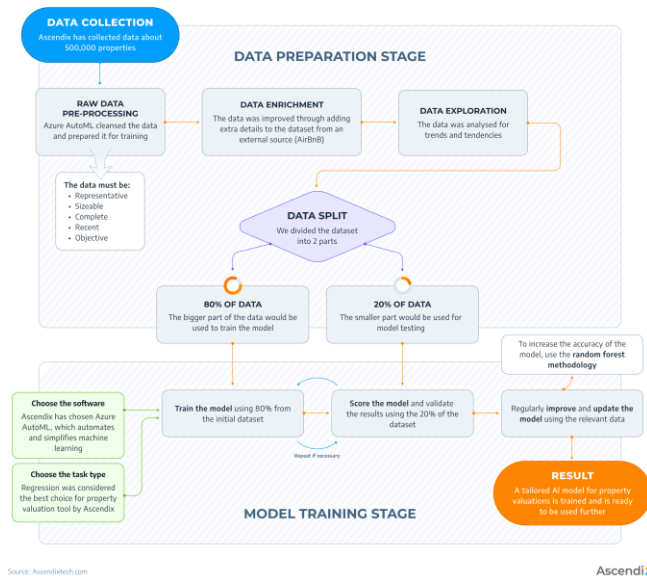 DATA COLLECTION
Ascendix has collected data about
500,000 properties
DATA PREPARATION STAGE
RAW DATA
PRE-PROCESSING
Azure AutoML cleansed the data
and prepared it for training
DATA ENRICHMENT
The data was improved through adding
extra details to the dataset from an
external source (AirBnB)
DATA EXPLORATION
The data was analysed for
trends and tendencies
The data must be:
• Representative
• Sizeable
• Complete
• Recent
• Objective
DATA SPLIT
We divided the dataset
into 2 parts
80% OF DATA
The bigger part of the data would be
used to train the model
20% OF DATA
The smaller part would be used for
model testing
To increase the accuracy of the
model, use the random forest
methodology
Choose the software
Ascendix has chosen Azure
AutoML, which automates
and simplifies machine
learning
Train the model using 80% from
the initial dataset
Score the model and validate
the results using the 20% of the
dataset
Regularly improve and update the
model using the relevant data
Repeat if necessary
Choose the task type
Regression was considered
the best choice for property
valuation tool by Ascendix
RESULT
A tailored AI model for property
valuations is trained and is ready
to be used further
MODEL TRAINING STAGE
Source: Ascendixtech.com
Ascendi